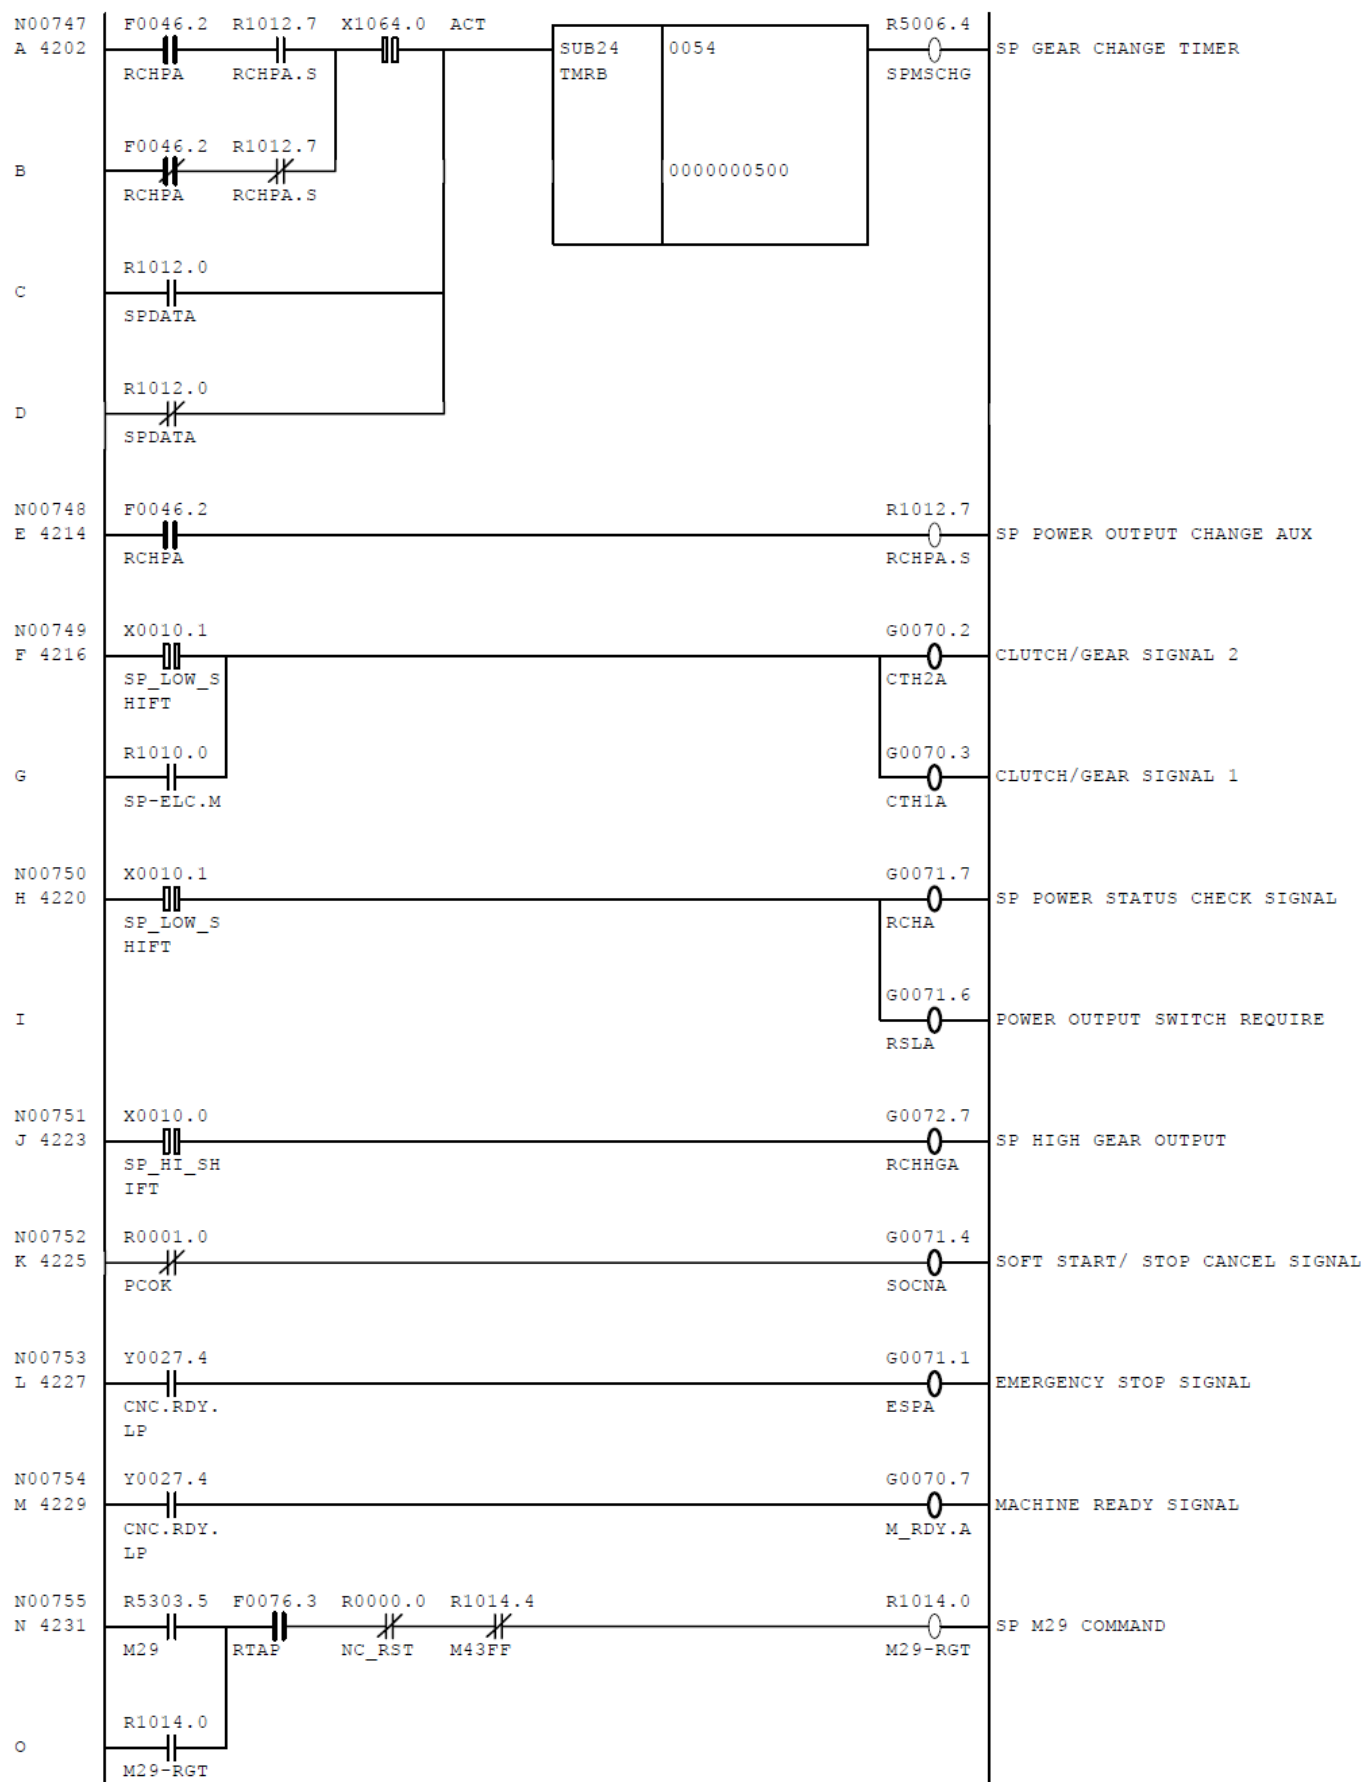 N00747 F0046.2 R1012.7 X1064.0 ACT R5006.4
A 4202 SUB24 0054 SP GEAR CHANGE TIMER
RCHPA RCHPA.S TMRB SPMSCHG
F0046.2 R1012.7
B 0000000500
RCHPA RCHPA.S
R1012.0
C
SPDATA
R1012.0
D
SPDATA
N00748 F0046.2 R1012.7
E 4214 SP POWER OUTPUT CHANGE AUX
RCHPA RCHPA.S
N00749 X0010.1 G0070.2
F 4216 CLUTCH/GEAR SIGNAL 2
SP_LOW_S CTH2A
HIFT
R1010.0 G0070.3
G CLUTCH/GEAR SIGNAL 1
SP-ELC.M CTH1A
N00750 X0010.1 G0071.7
H 4220 SP POWER STATUS CHECK SIGNAL
SP_LOW_S RCHA
HIFT
G0071.6
I POWER OUTPUT SWITCH REQUIRE
RSLA
N00751 X0010.0 G0072.7
J 4223 SP HIGH GEAR OUTPUT
SP_HI_SH RCHHGA
IFT
N00752 R0001.0 G0071.4
K 4225 SOFT START/ STOP CANCEL SIGNAL
PCOK SOCNA
N00753 Y0027.4 G0071.1
L 4227 EMERGENCY STOP SIGNAL
CNC.RDY. ESPA
LP
N00754 Y0027.4 G0070.7
M 4229 MACHINE READY SIGNAL
CNC.RDY. M_RDY.A
LP
N00755 R5303.5 F0076.3 R0000.0 R1014.4 R1014.0
N 4231 SP M29 COMMAND
M29 RTAP NC_RST M43FF M29-RGT
R1014.0
O
M29-RGT